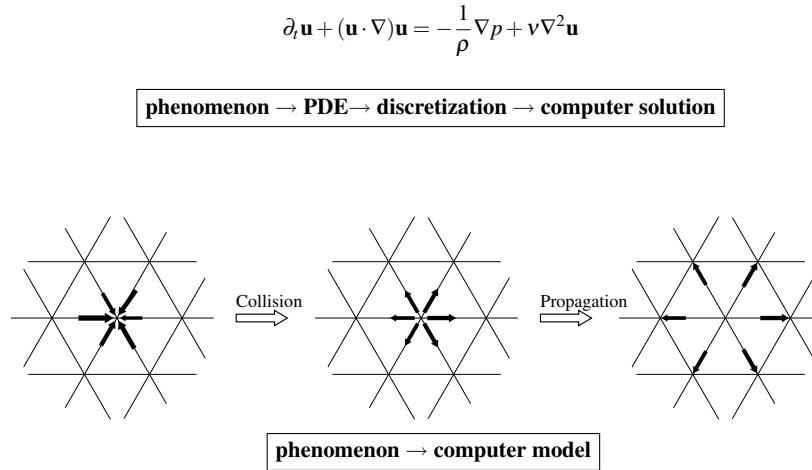 ∂ₜ𝐮 + (𝐮 · ∇)𝐮 = −(1/ρ)∇p + ν∇²𝐮
phenomenon → PDE→ discretization → computer solution
Collision
Propagation
phenomenon → computer model